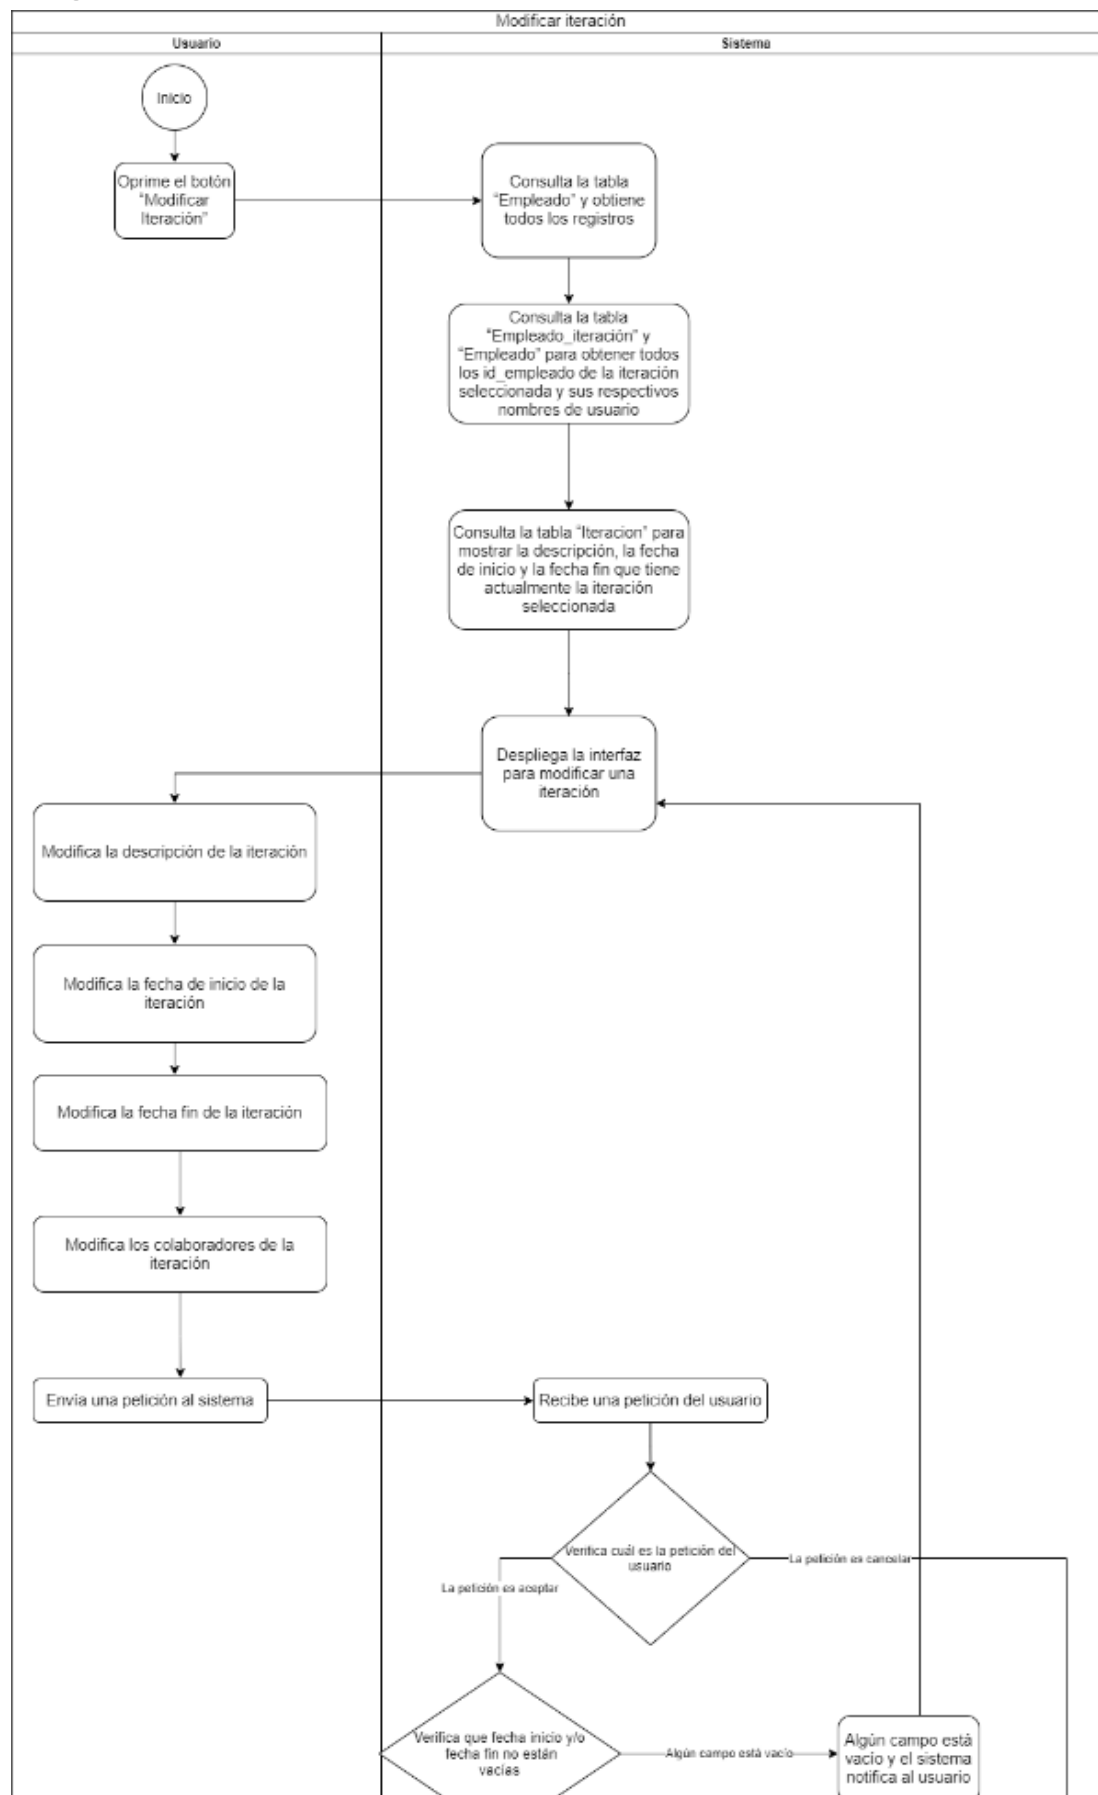 Modificar iteración
Usuario
Sistema
Inicio
Oprime el botón
“Modificar
Iteración”
Consulta la tabla
“Empleado” y obtiene
todos los registros
Consulta la tabla
“Empleado_iteración” y
“Empleado” para obtener todos
los id_empleado de la iteración
seleccionada y sus respectivos
nombres de usuario
Consulta la tabla “Iteracion” para
mostrar la descripción, la fecha
de inicio y la fecha fin que tiene
actualmente la iteración
seleccionada
Despliega la interfaz
para modificar una
iteración
Modifica la descripción de la iteración
Modifica la fecha de inicio de la
iteración
Modifica la fecha fin de la iteración
Modifica los colaboradores de la
iteración
Envía una petición al sistema
Recibe una petición del usuario
Verifica cuál es la petición del
usuario
La petición es cancelar
La petición es aceptar
Verifica que fecha inicio y/o
fecha fin no están
vacías
Algún campo está vacío
Algún campo está
vacío y el sistema
notifica al usuario